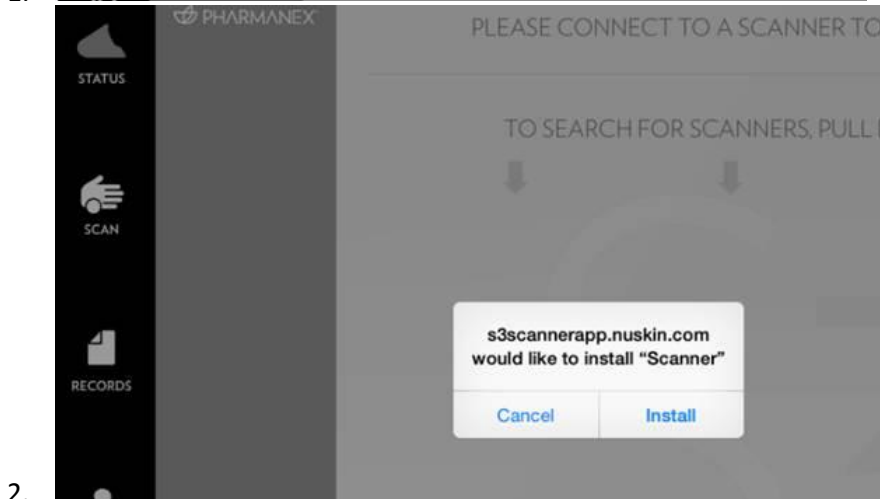 PHARMANEX
PLEASE CONNECT TO A SCANNER TO
STATUS
TO SEARCH FOR SCANNERS, PULL
SCAN
s3scannerapp.nuskin.com
would like to install “Scanner”
RECORDS
Cancel
Install
2.